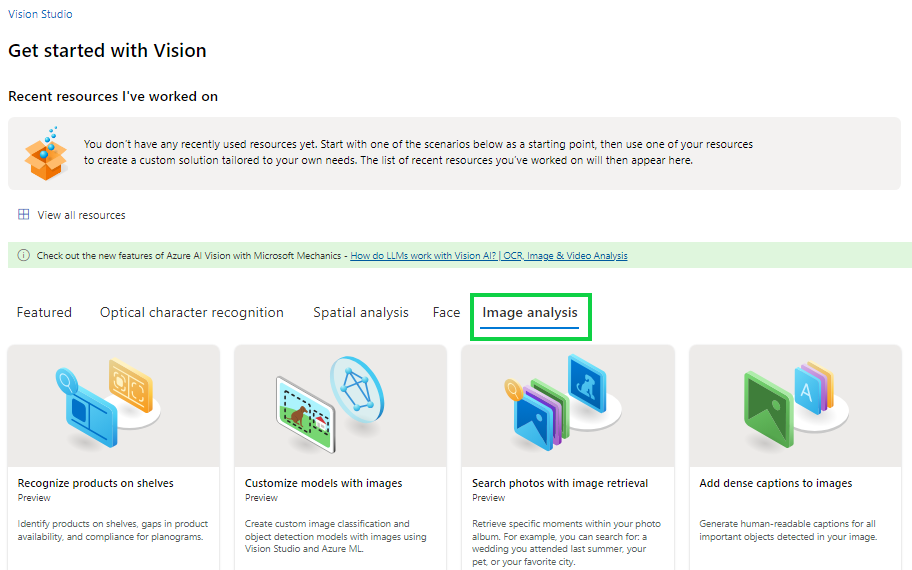 Vision Studio
Get started with Vision
Recent resources I've worked on
You don't have any recently used resources yet. Start with one of the scenarios below as a starting point, then use one of your resources
to create a custom solution tailored to your own needs. The list of recent resources you've worked on will then appear here.
View all resources
Check out the new features of Azure AI Vision with Microsoft Mechanics - How do LLMs work with Vision AI? | OCR, Image & Video Analysis
Featured
Optical character recognition
Spatial analysis
Face
Image analysis
Recognize products on shelves
Preview
Identify products on shelves, gaps in product
availability, and compliance for planograms.
Customize models with images
Preview
Create custom image classification and
object detection models with images using
Vision Studio and Azure ML.
Search photos with image retrieval
Preview
Retrieve specific moments within your photo
album. For example, you can search for: a
wedding you attended last summer, your
pet, or your favorite city.
A
Add dense captions to images
Generate human-readable captions for all
important objects detected in your image.